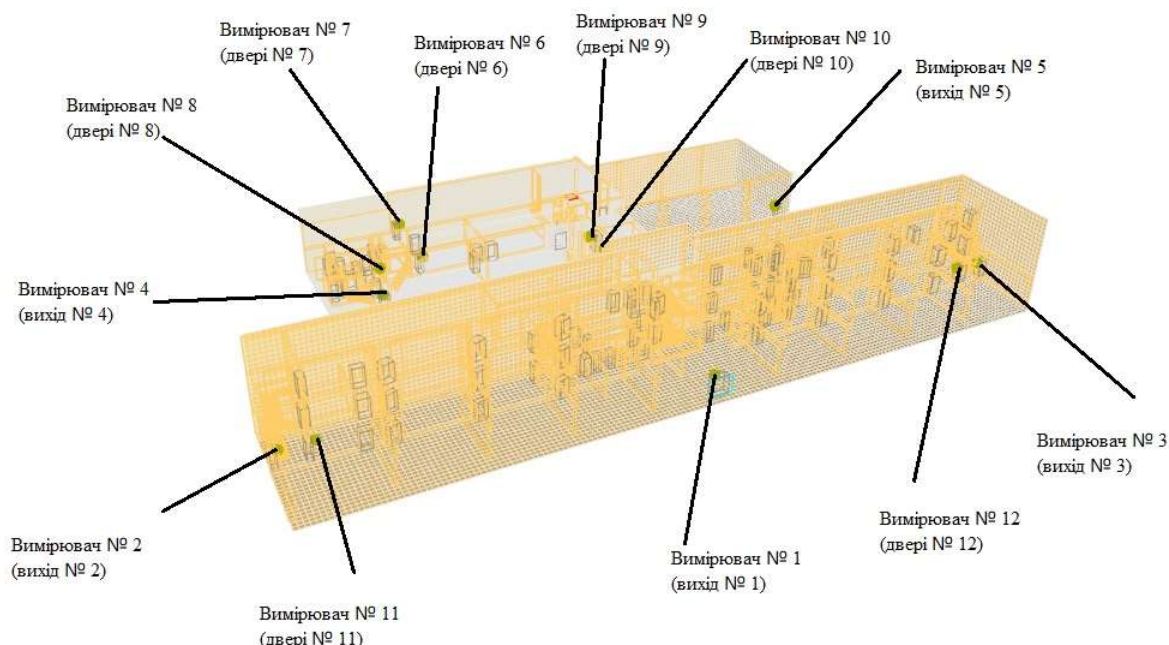 Вимірювач № 7
(двері № 7)
Вимірювач № 6
(двері № 6)
Вимірювач № 9
(двері № 9)
Вимірювач № 10
(двері № 10)
Вимірювач № 5
(вихід № 5)
Вимірювач № 8
(двері № 8)
Вимірювач № 4
(вихід № 4)
Вимірювач № 3
(вихід № 3)
Вимірювач № 12
(двері № 12)
Вимірювач № 2
(вихід № 2)
Вимірювач № 1
(вихід № 1)
Вимірювач № 11
(двері № 11)